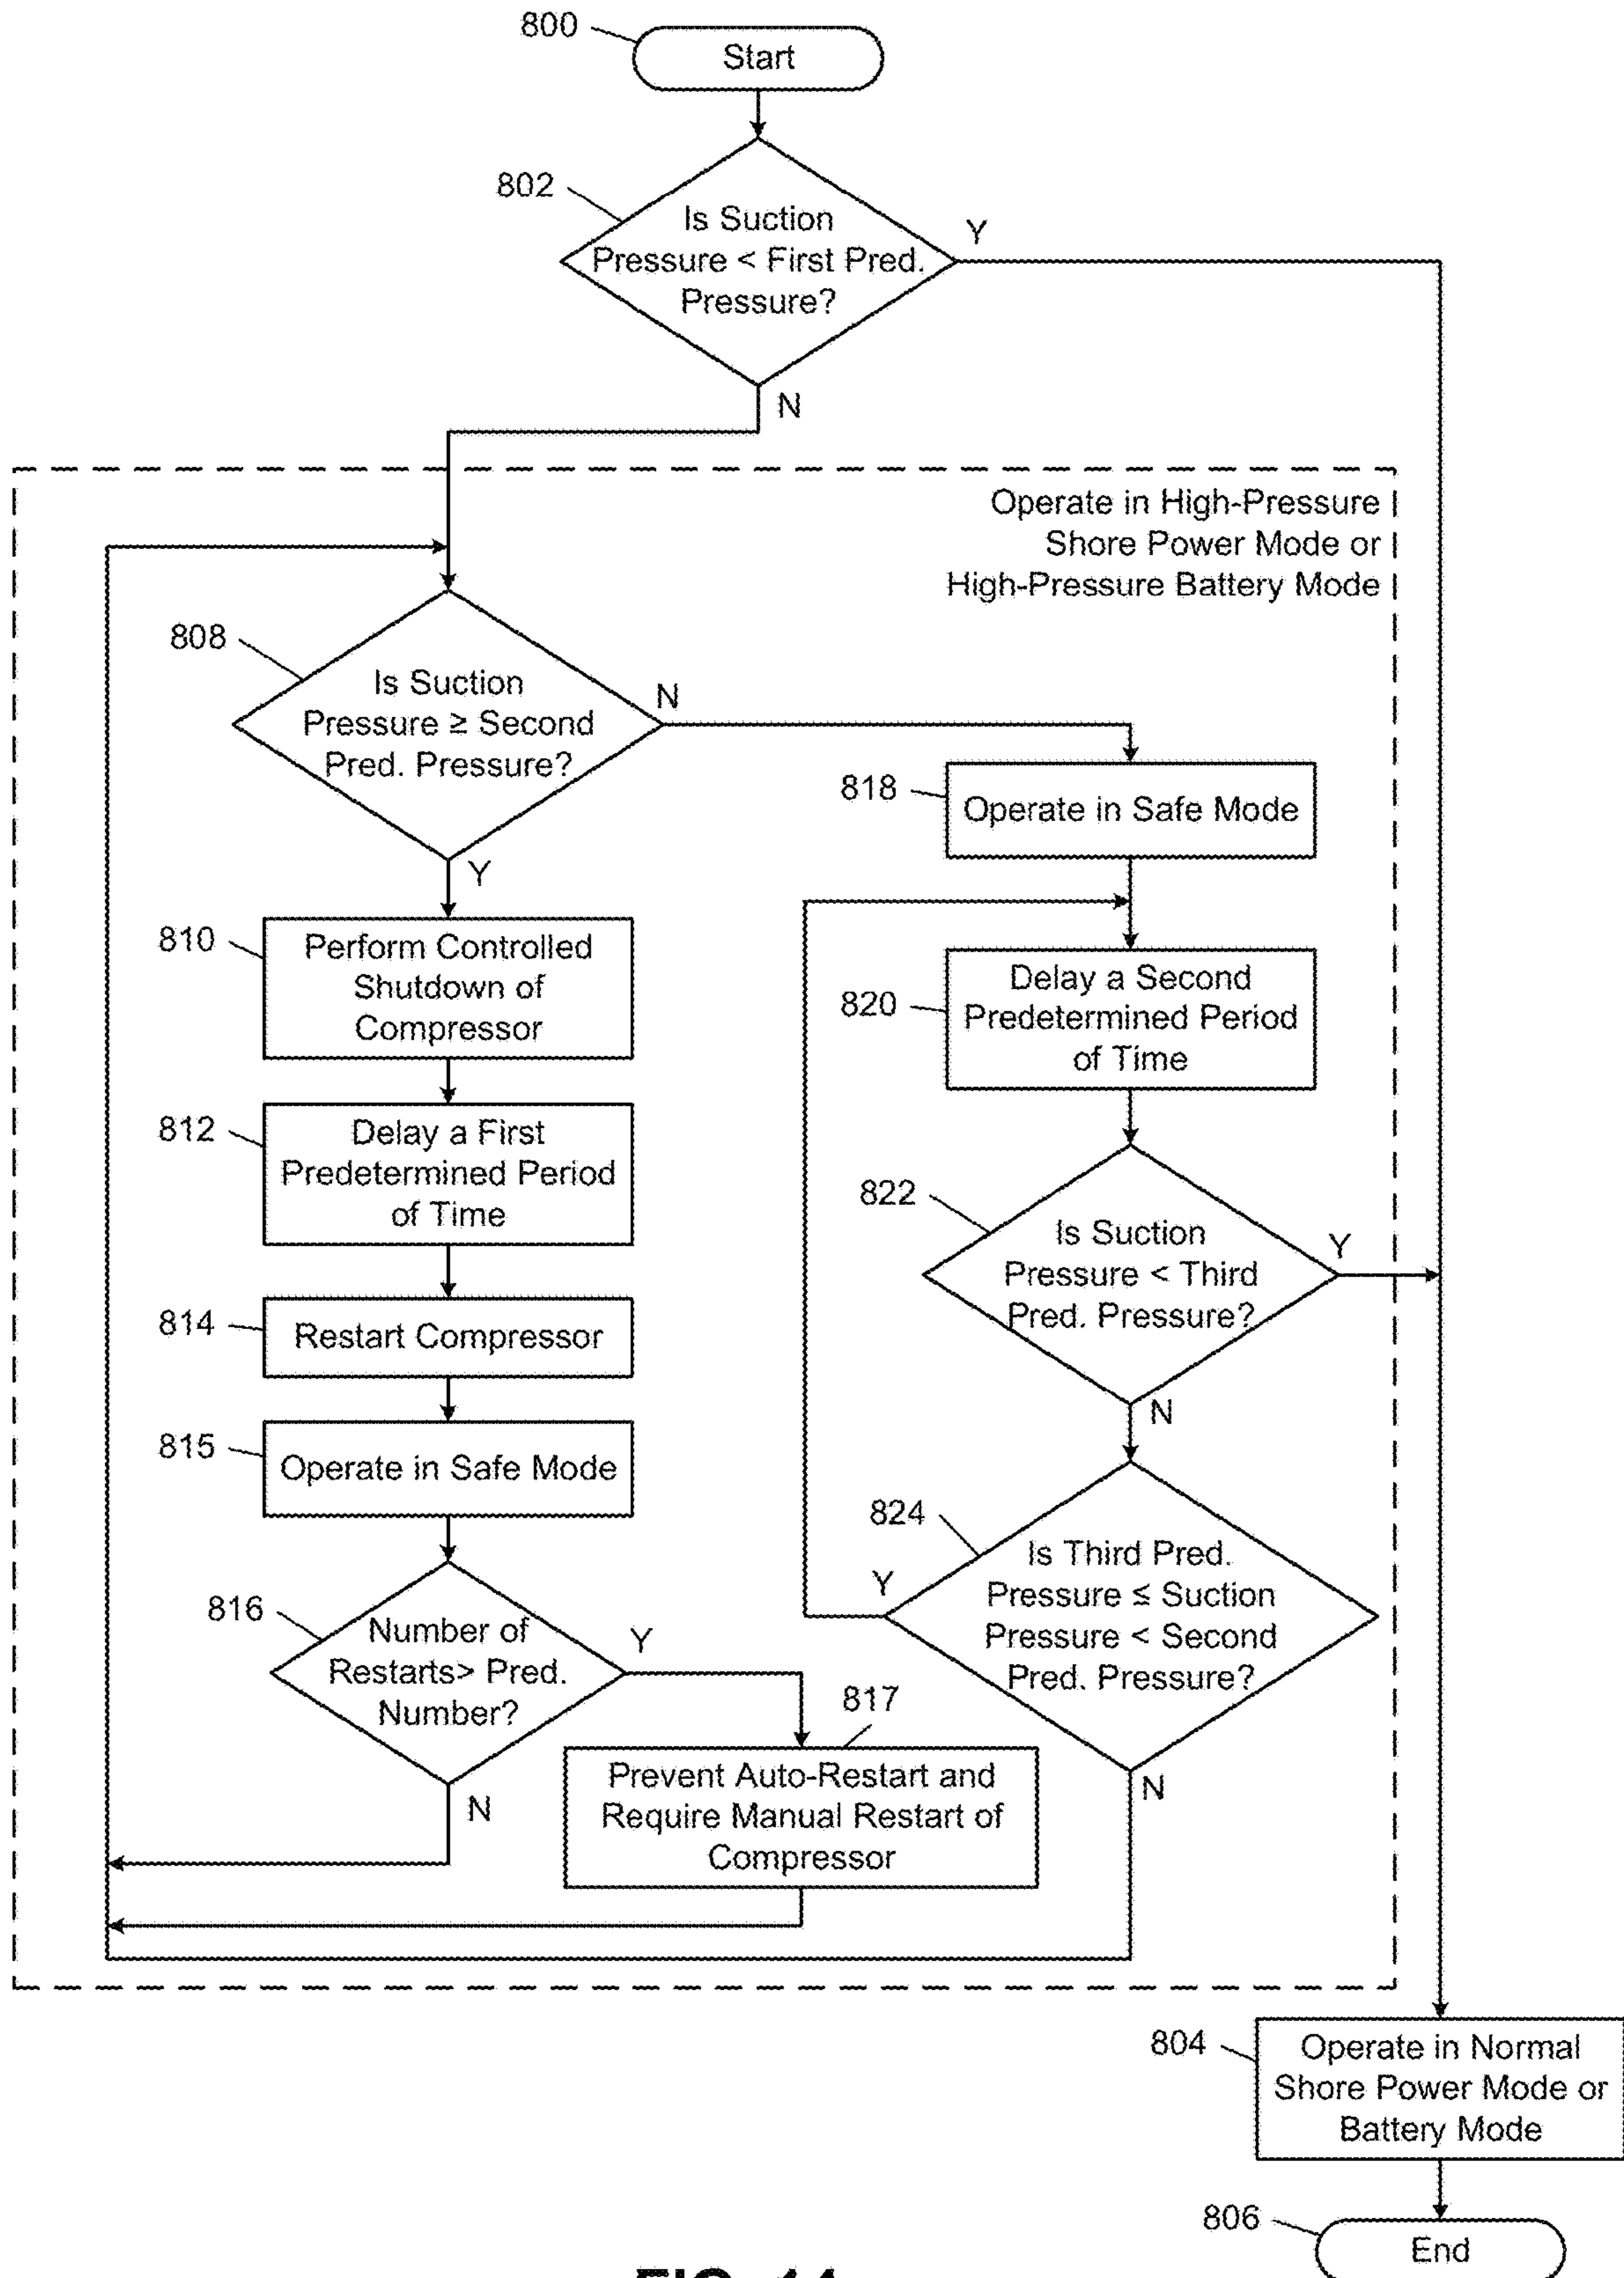 800
Start
802
Is Suction
Pressure < First Pred.
Pressure?
Y
N
Operate in High-Pressure
Shore Power Mode or
High-Pressure Battery Mode
808
Is Suction
Pressure ≥ Second
Pred. Pressure?
N
Y
818
Operate in Safe Mode
810
Perform Controlled
Shutdown of
Compressor
820
Delay a Second
Predetermined Period
of Time
812
Delay a First
Predetermined Period
of Time
822
Is Suction
Pressure < Third
Pred. Pressure?
Y
N
814
Restart Compressor
815
Operate in Safe Mode
824
Is Third Pred.
Pressure ≤ Suction
Pressure < Second
Pred. Pressure?
Y
N
816
Number of
Restarts> Pred.
Number?
Y
N
817
Prevent Auto-Restart and
Require Manual Restart of
Compressor
804
Operate in Normal
Shore Power Mode or
Battery Mode
806
End
FIG. 14